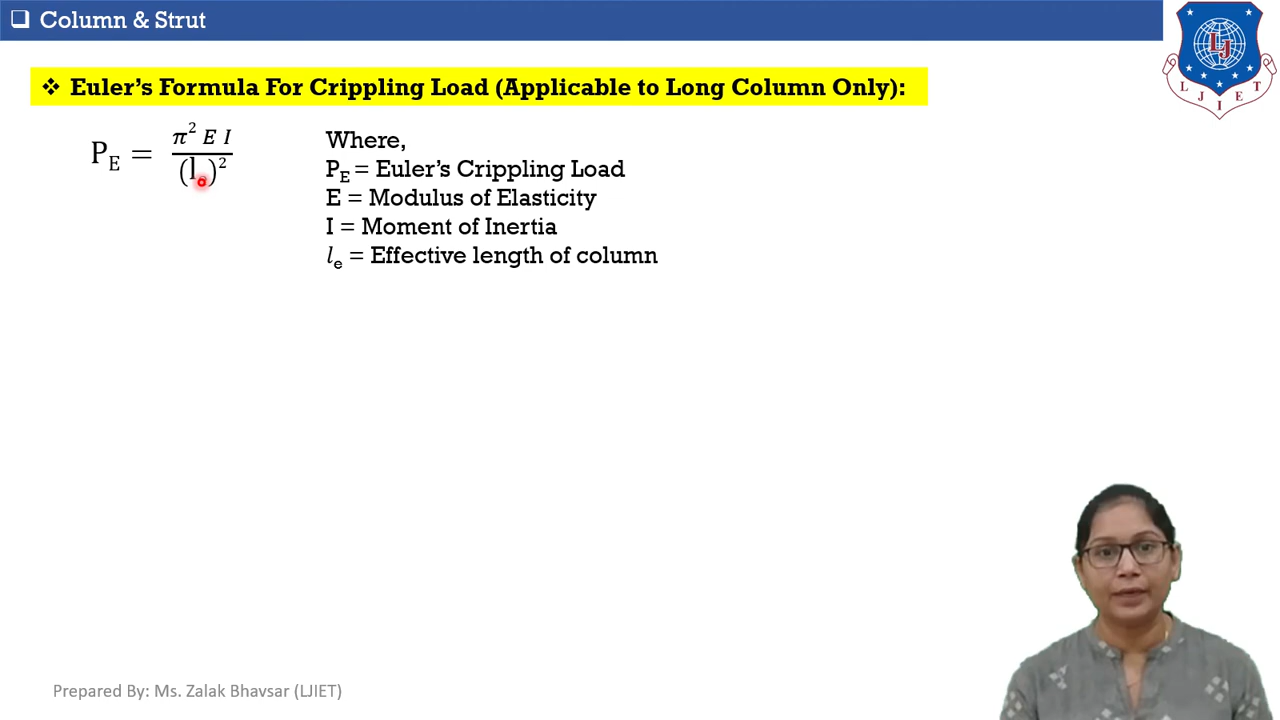 ❑ Column & Strut
L J I E T
❖ Euler's Formula For Crippling Load (Applicable to Long Column Only):
P_E = π² E I / (l_e)²
Where,
P_E = Euler's Crippling Load
E = Modulus of Elasticity
I = Moment of Inertia
l_e = Effective length of column
Prepared By: Ms. Zalak Bhavsar (LJIET)